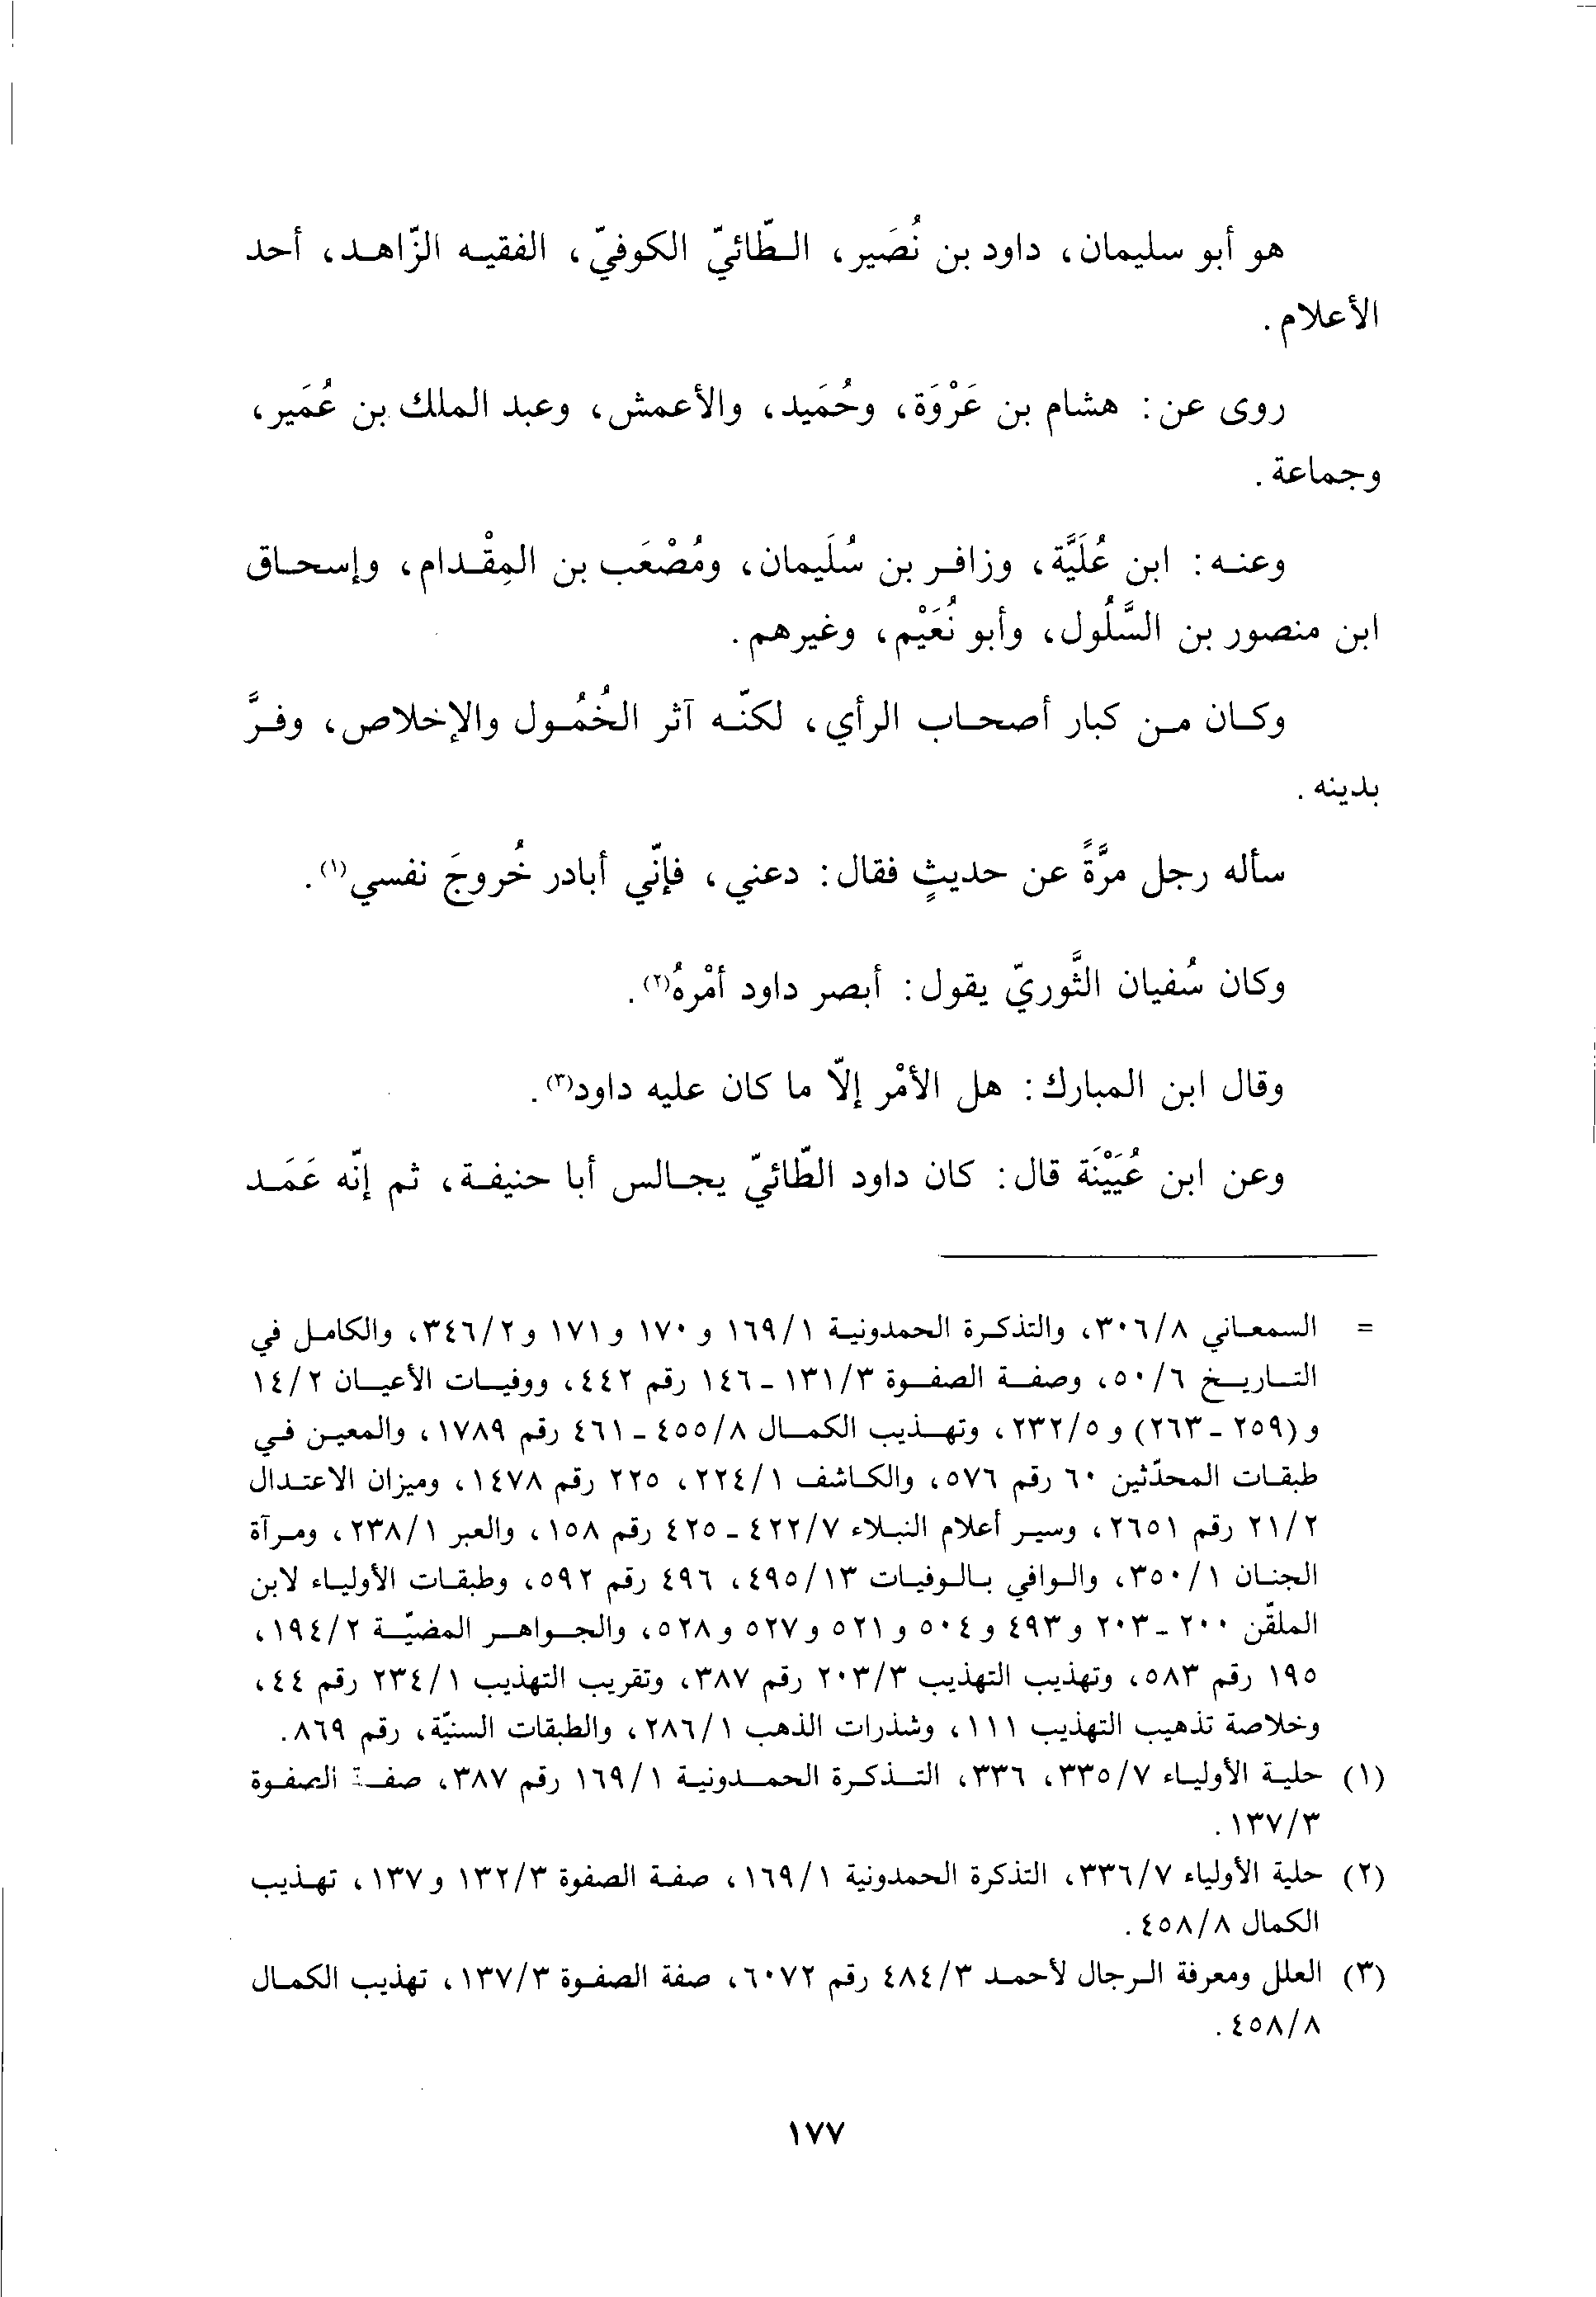 هو أبو سليمان، داود بن نُصَير، الطّائيّ الكوفيّ، الفقيه الزّاهد، أحد
الأعلام.
روى عن: هشام بن عَرْوَة، وحُمَيد، والأعمش، وعبد الملك بن عُمَير،
وجماعة.
وعنه: ابن عُلَيَّة، وزافر بن سُلَيمان، ومُصْعَب بن المِقْدام، وإسحاق
ابن منصور بن السَّلُول، وأبو نُعَيْم، وغيرهم.
وكان من كبار أصحاب الرأي، لكنّه آثر الخُمُول والإخلاص، وفرَّ
بدينه.
سأله رجل مرَّةً عن حديثٍ فقال: دعني، فإنّي أبادر خُروجَ نفسي(١).
وكان سُفيان الثَّوريّ يقول: أبصر داود أمْرهُ(٢).
وقال ابن المبارك: هل الأمْر إلّا ما كان عليه داود(٣).
وعن ابن عُيَيْنَة قال: كان داود الطّائيّ يجالس أبا حنيفة، ثم إنّه عَمَد
= السمعاني ٣٠٦/٨، والتذكرة الحمدونية ١٦٩/١ و ١٧٠ و ١٧١ و٣٤٦/٢، والكامل في
التاريخ ٥٠/٦، وصفة الصفوة ١٣١/٣ - ١٤٦ رقم ٤٤٢، ووفيات الأعيان ١٤/٢
و (٢٥٩ - ٢٦٣) و ٢٣٢/٥، وتهذيب الكمال ٤٥٥/٨ - ٤٦١ رقم ١٧٨٩، والمعين في
طبقات المحدّثين ٦٠ رقم ٥٧٦، والكاشف ٢٢٤/١، ٢٢٥ رقم ١٤٧٨، وميزان الاعتدال
٢١/٢ رقم ٢٦٥١، وسير أعلام النبلاء ٤٢٢/٧ - ٤٢٥ رقم ١٥٨، والعبر ٢٣٨/١، ومرآة
الجنان ٣٥٠/١، والوافي بالوفيات ٤٩٥/١٣، ٤٩٦ رقم ٥٩٢، وطبقات الأولياء لابن
الملقّن ٢٠٠ - ٢٠٣ و ٤٩٣ و ٥٠٤ و ٥٢١ و ٥٢٧ و ٥٢٨، والجواهر المضيّة ١٩٤/٢،
١٩٥ رقم ٥٨٣، وتهذيب التهذيب ٢٠٣/٣ رقم ٣٨٧، وتقريب التهذيب ٢٣٤/١ رقم ٤٤،
وخلاصة تذهيب التهذيب ١١١، وشذرات الذهب ٢٨٦/١، والطبقات السنيّة، رقم ٨٦٩.
(١) حلية الأولياء ٣٣٥/٧، ٣٣٦، التذكرة الحمدونية ١٦٩/١ رقم ٣٨٧، صفة الصفوة
١٣٧/٣.
(٢) حلية الأولياء ٣٣٦/٧، التذكرة الحمدونية ١٦٩/١، صفة الصفوة ١٣٢/٣ و١٣٧، تهذيب
الكمال ٤٥٨/٨.
(٣) العلل ومعرفة الرجال لأحمد ٤٨٤/٣ رقم ٦٠٧٢، صفة الصفوة ١٣٧/٣، تهذيب الكمال
٤٥٨/٨.
١٧٧